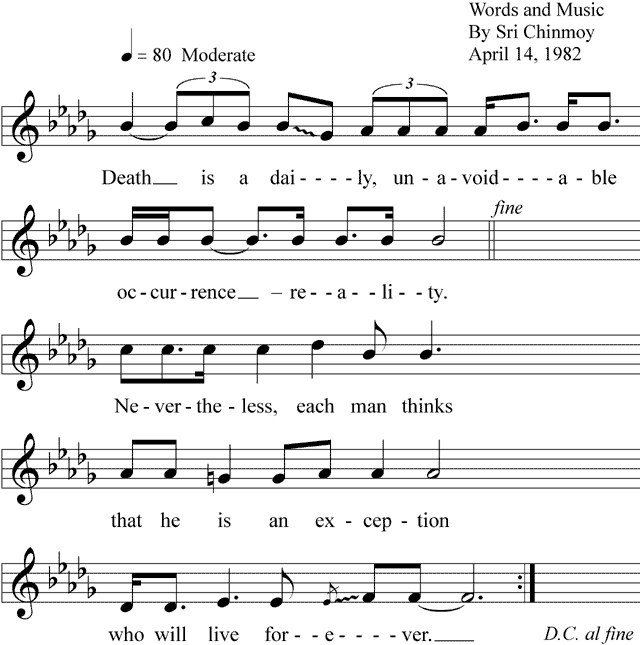 Words and Music
By Sri Chinmoy
April 14, 1982
= 80 Moderate
3 3
Death__ is a dai----ly, un-a-void----a-ble
fine
oc-cur-rence__ – re--a--li--ty.
Ne-ver-the-less, each man thinks
that he is an ex-cep-tion
who will live for--e---ver.____
D.C. al fine